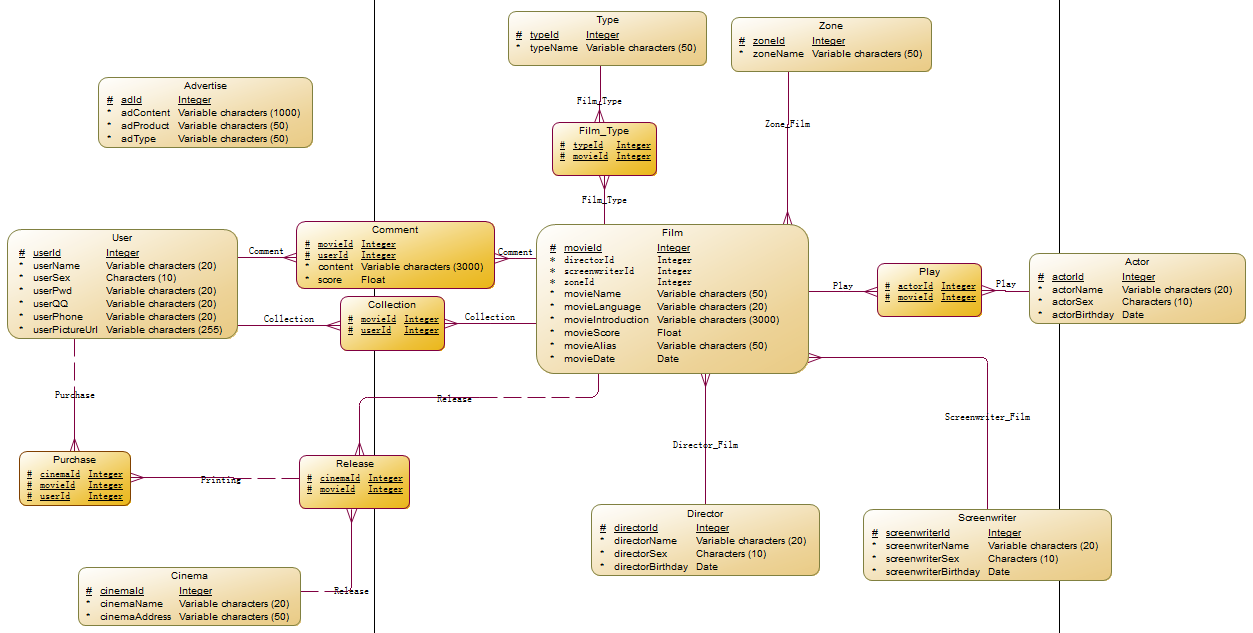 Type
# typeId Integer
* typeName Variable characters (50)
Zone
# zoneId Integer
* zoneName Variable characters (50)
Advertise
# adId Integer
* adContent Variable characters (1000)
* adProduct Variable characters (50)
* adType Variable characters (50)
Film_Type
Film_Type
# typeId Integer
# movieId Integer
Film_Type
Zone_Film
User
# userId Integer
* userName Variable characters (20)
* userSex Characters (10)
* userPwd Variable characters (20)
* userQQ Variable characters (20)
* userPhone Variable characters (20)
* userPictureUrl Variable characters (255)
Comment
Comment
# movieId Integer
# userId Integer
* content Variable characters (3000)
* score Float
Comment
Collection
Collection
# movieId Integer
# userId Integer
Collection
Film
# movieId Integer
* directorId Integer
* screenwriterId Integer
* zoneId Integer
* movieName Variable characters (50)
* movieLanguage Variable characters (20)
* movieIntroduction Variable characters (3000)
* movieScore Float
* movieAlias Variable characters (50)
* movieDate Date
Play
Play
# actorId Integer
# movieId Integer
Play
Actor
# actorId Integer
* actorName Variable characters (20)
* actorSex Characters (10)
* actorBirthday Date
Purchase
Release
Director_Film
Screenwriter_Film
Purchase
# cinemaId Integer
# movieId Integer
# userId Integer
Printing
Release
# cinemaId Integer
# movieId Integer
Director
# directorId Integer
* directorName Variable characters (20)
* directorSex Characters (10)
* directorBirthday Date
Screenwriter
# screenwriterId Integer
* screenwriterName Variable characters (20)
* screenwriterSex Characters (10)
* screenwriterBirthday Date
Cinema
# cinemaId Integer
* cinemaName Variable characters (20)
* cinemaAddress Variable characters (50)
Release